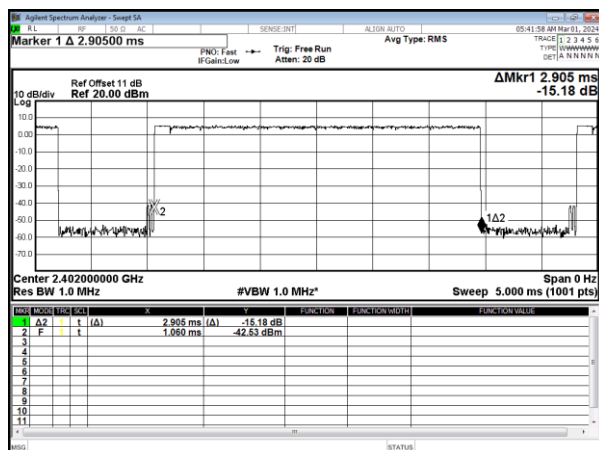 Agilent Spectrum Analyzer - Swept SA
RL RF 50 Ω AC SENSE:INT ALIGN AUTO 05:41:58 AM Mar 01, 2024
Marker 1 Δ 2.90500 ms
PNO: Fast Trig: Free Run Avg Type: RMS TRACE 1 2 3 4 5 6
IFGain:Low Atten: 20 dB TYPE
DET A N N N N N
ΔMkr1 2.905 ms
-15.18 dB
Ref Offset 11 dB
10 dB/div Ref 20.00 dBm
Log
10.0
0.00
-10.0
-20.0
-30.0
-40.0
2
-50.0
1Δ2
-60.0
-70.0
Center 2.402000000 GHz Span 0 Hz
Res BW 1.0 MHz #VBW 1.0 MHz* Sweep 5.000 ms (1001 pts)
MKR MODE TRC SCL X Y FUNCTION FUNCTION WIDTH FUNCTION VALUE
1 Δ2 1 t (Δ) 2.905 ms (Δ) -15.18 dB
2 F 1 t 1.060 ms -42.53 dBm
3
4
5
6
7
8
9
10
11
MSG STATUS